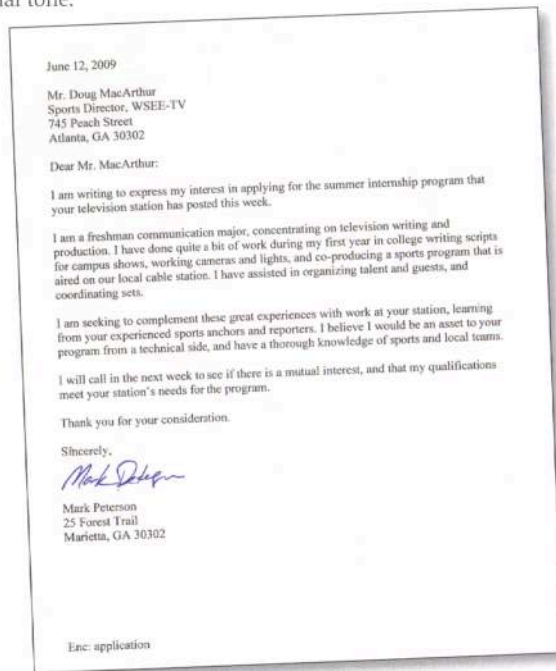 nal tone.
June 12, 2009
Mr. Doug MacArthur
Sports Director, WSEE-TV
745 Peach Street
Atlanta, GA 30302
Dear Mr. MacArthur:
I am writing to express my interest in applying for the summer internship program that
your television station has posted this week.
I am a freshman communication major, concentrating on television writing and
production. I have done quite a bit of work during my first year in college writing scripts
for campus shows, working cameras and lights, and co-producing a sports program that is
aired on our local cable station. I have assisted in organizing talent and guests, and
coordinating sets.
I am seeking to complement these great experiences with work at your station, learning
from your experienced sports anchors and reporters. I believe I would be an asset to your
program from a technical side, and have a thorough knowledge of sports and local teams.
I will call in the next week to see if there is a mutual interest, and that my qualifications
meet your station's needs for the program.
Thank you for your consideration.
Sincerely,
Mark
Mark Peterson
25 Forest Trail
Marietta, GA 30302
Enc: application